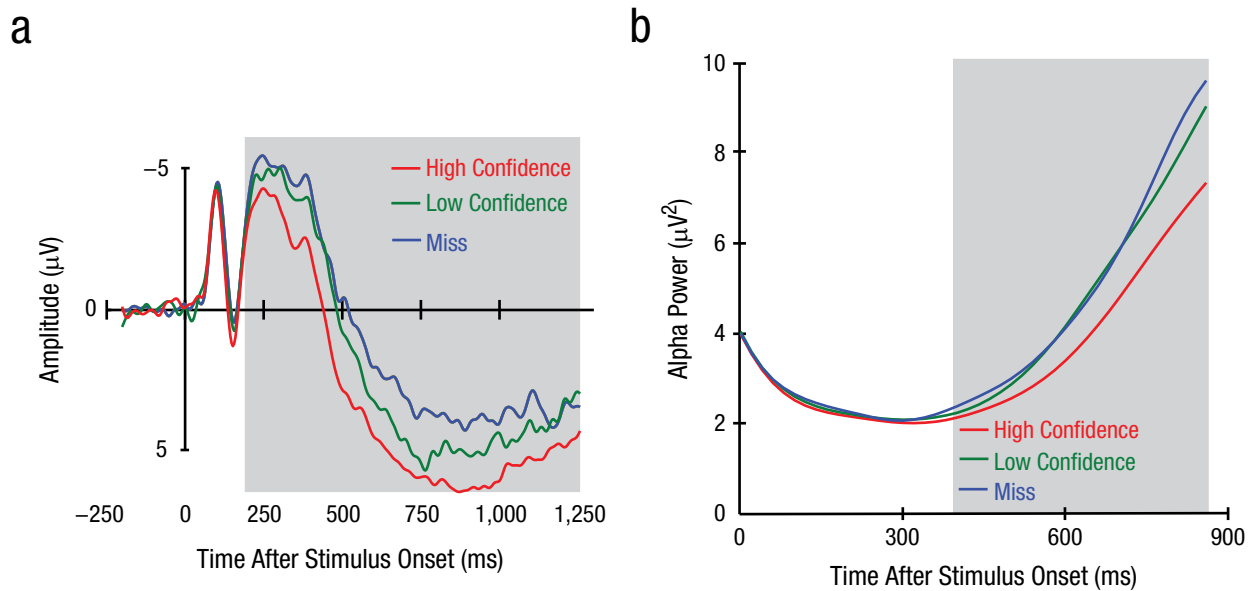 a
Amplitude (μV)
–5
0
5
High Confidence
Low Confidence
Miss
–250 0 250 500 750 1,000 1,250
Time After Stimulus Onset (ms)
b
Alpha Power (μV²)
10
8
6
4
2
0
High Confidence
Low Confidence
Miss
0 300 600 900
Time After Stimulus Onset (ms)